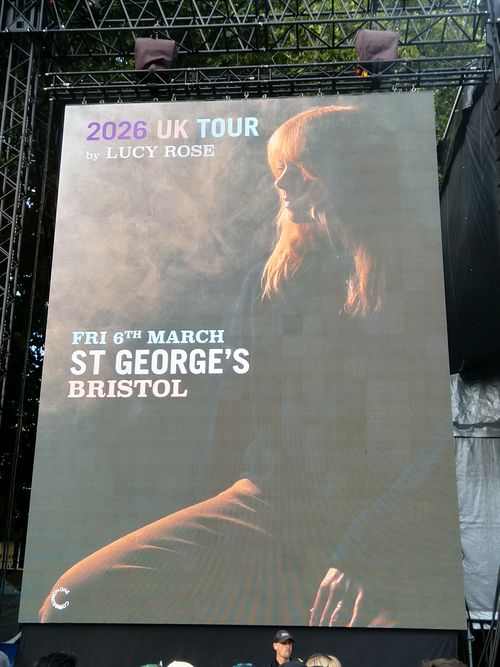 2026 UK TOUR
by LUCY ROSE
FRI 6TH MARCH
ST GEORGE'S
BRISTOL